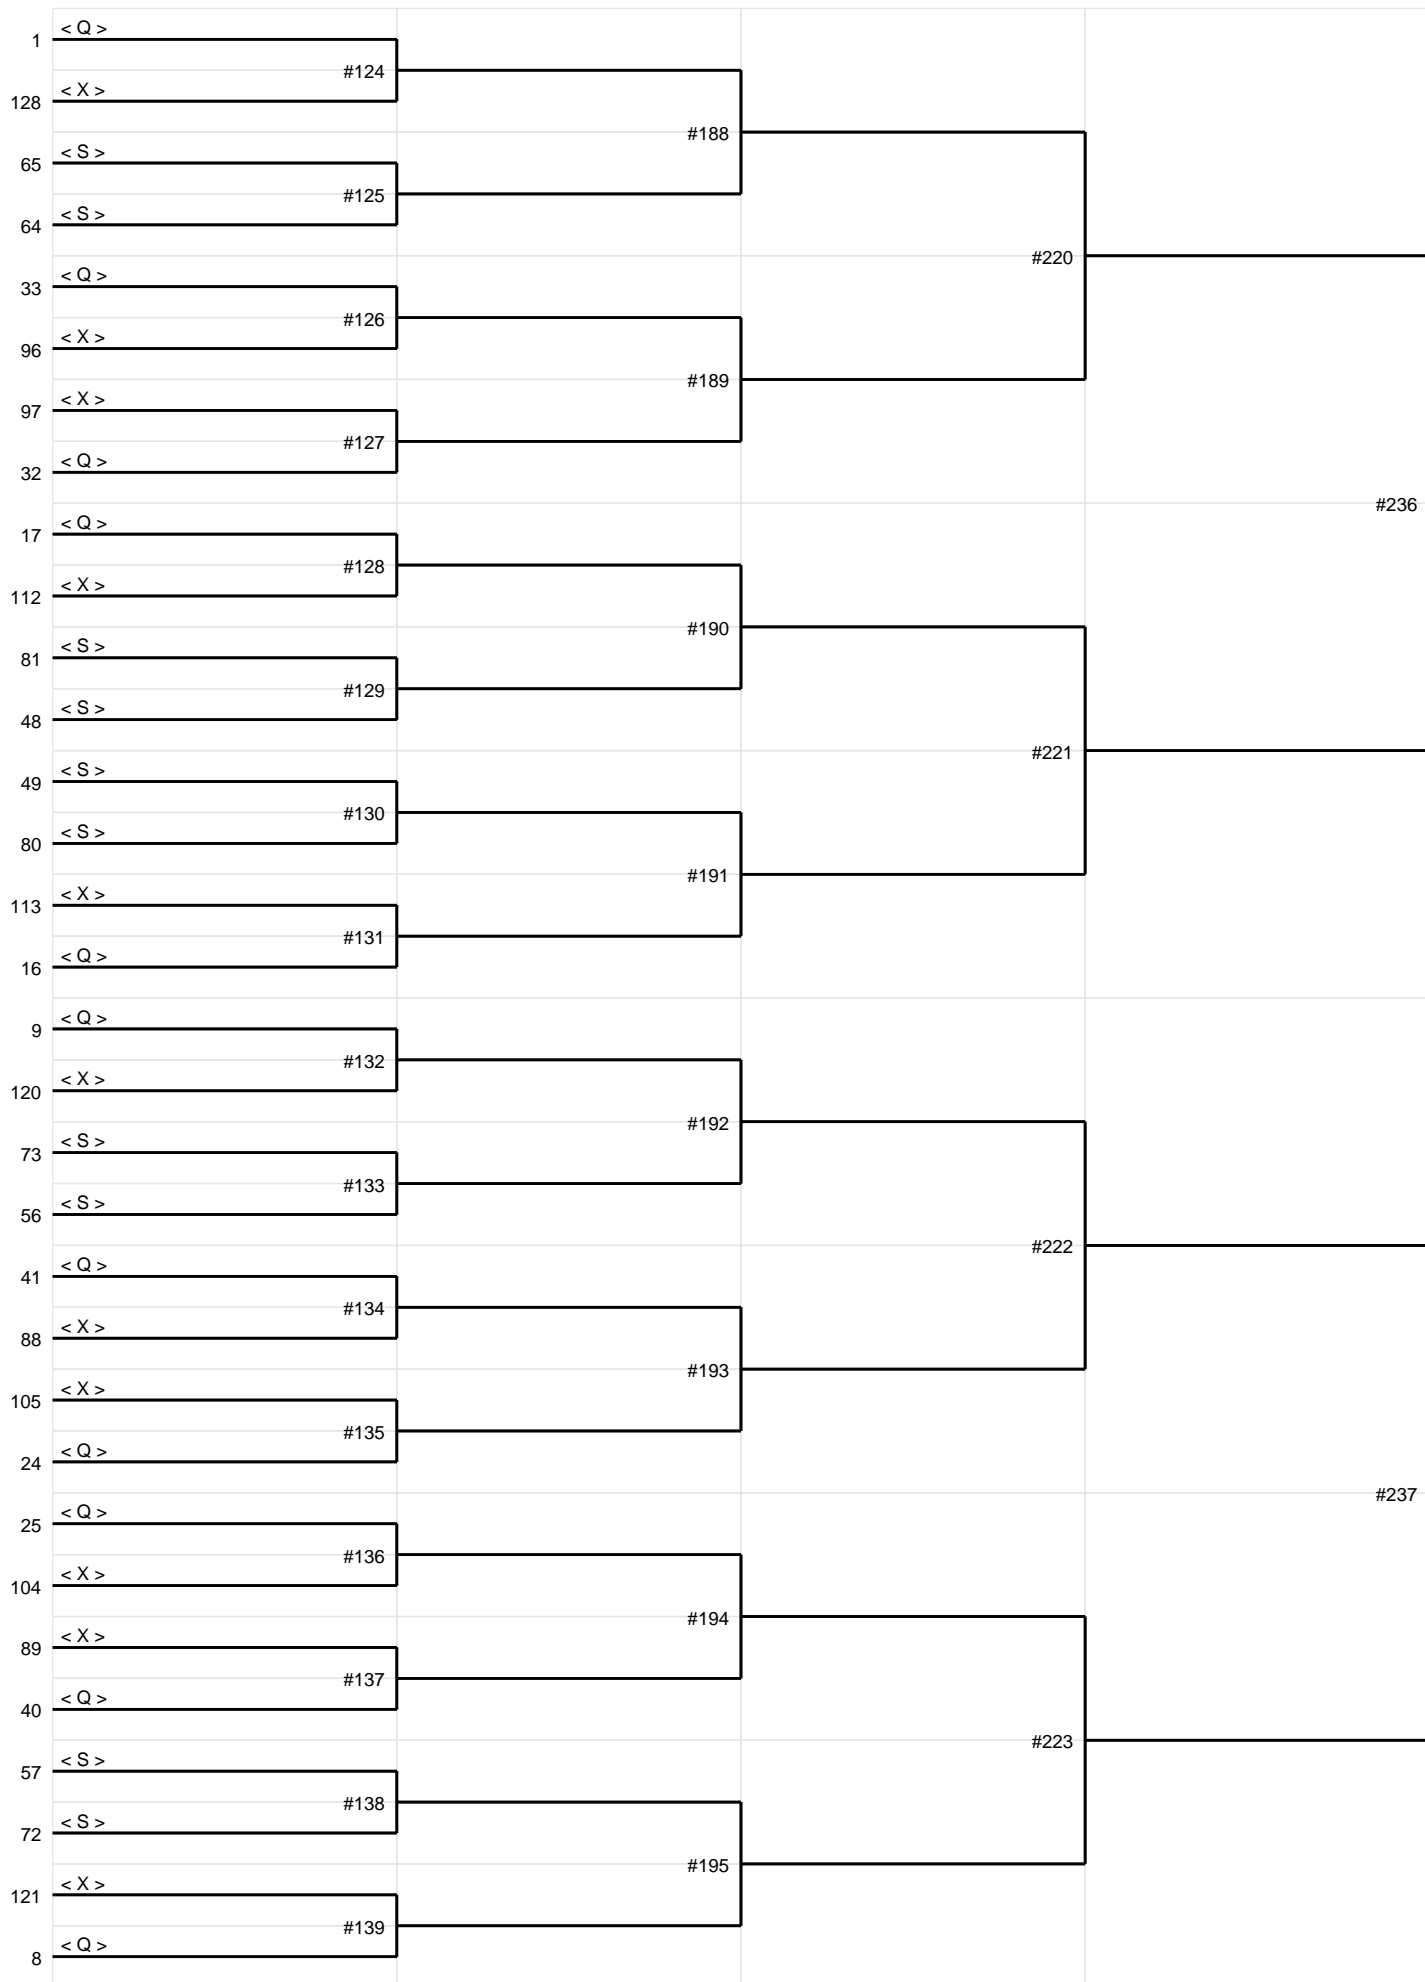 < Q >
1
#124
< X >
128
#188
< S >
65
#125
< S >
64
#220
< Q >
33
#126
< X >
96
#189
< X >
97
#127
< Q >
32
#236
< Q >
17
#128
< X >
112
#190
< S >
81
#129
< S >
48
#221
< S >
49
#130
< S >
80
#191
< X >
113
#131
< Q >
16
< Q >
9
#132
< X >
120
#192
< S >
73
#133
< S >
56
#222
< Q >
41
#134
< X >
88
#193
< X >
105
#135
< Q >
24
#237
< Q >
25
#136
< X >
104
#194
< X >
89
#137
< Q >
40
#223
< S >
57
#138
< S >
72
#195
< X >
121
#139
< Q >
8